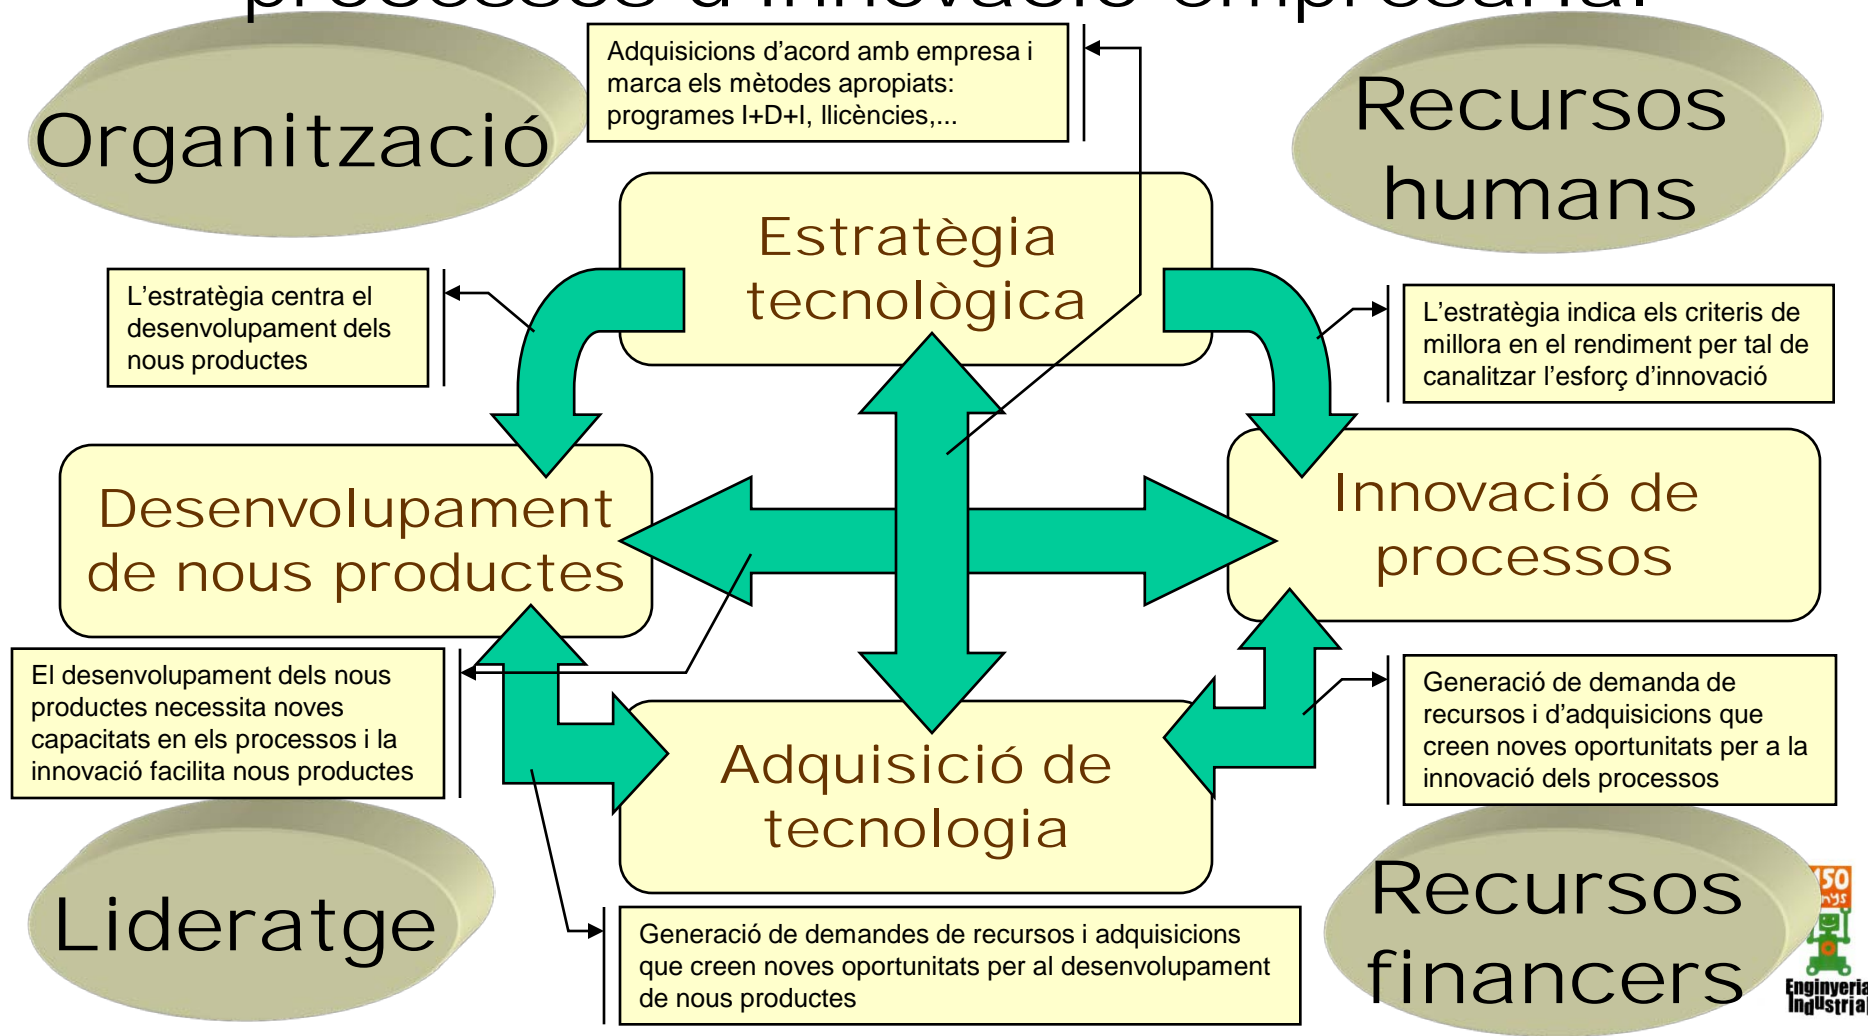 processos d'innovació empresarial
Adquisicions d’acord amb empresa i
marca els mètodes apropiats:
programes I+D+I, llicències,...
Organització
Recursos
humans
Estratègia
tecnològica
L’estratègia centra el
desenvolupament dels
nous productes
L’estratègia indica els criteris de
millora en el rendiment per tal de
canalitzar l’esforç d’innovació
Desenvolupament
de nous productes
Innovació de
processos
El desenvolupament dels nous
productes necessita noves
capacitats en els processos i la
innovació facilita nous productes
Generació de demanda de
recursos i d’adquisicions que
creen noves oportunitats per a la
innovació dels processos
Adquisició de
tecnologia
Lideratge
Generació de demandes de recursos i adquisicions
que creen noves oportunitats per al desenvolupament
de nous productes
Recursos
financers
150
anys
Enginyeria
Industrial